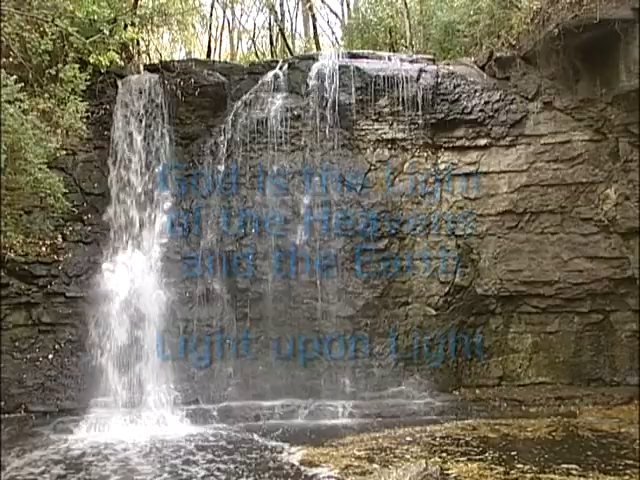 God is the Light
of the Heavens
and the Earth
Light upon Light